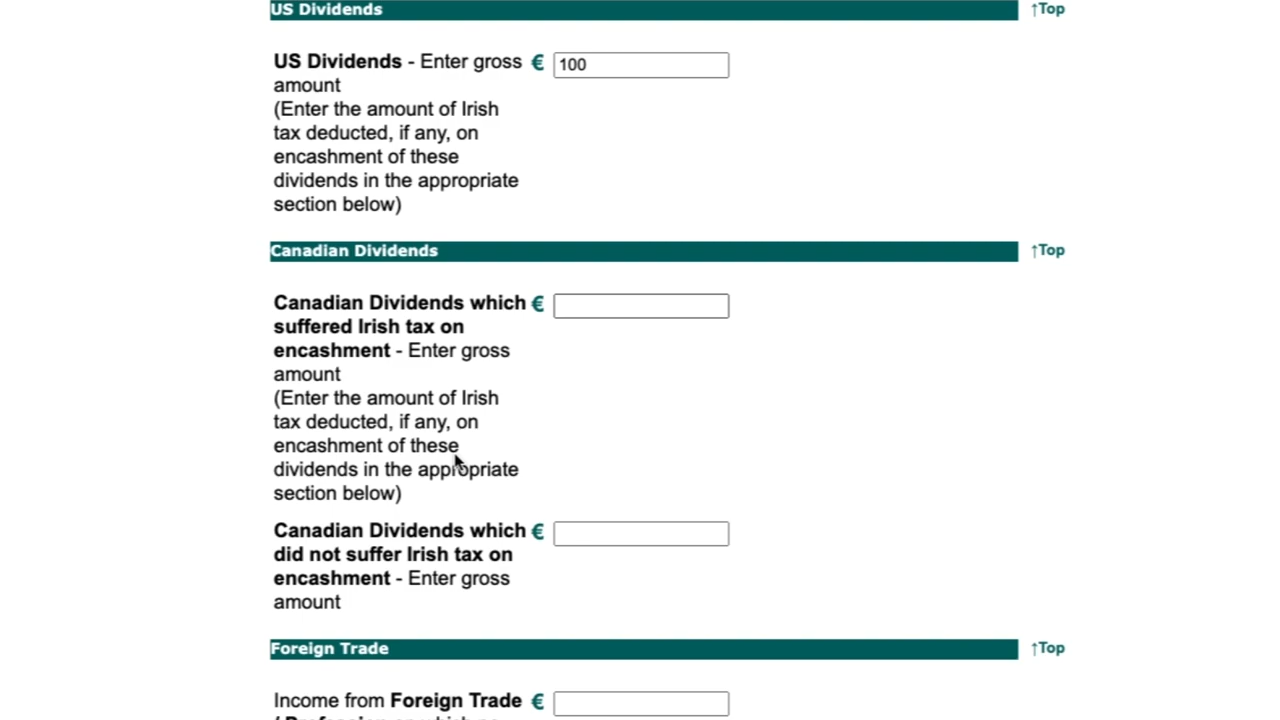 US Dividends ↑Top
US Dividends - Enter gross € 100
amount
(Enter the amount of Irish
tax deducted, if any, on
encashment of these
dividends in the appropriate
section below)
Canadian Dividends ↑Top
Canadian Dividends which €
suffered Irish tax on
encashment - Enter gross
amount
(Enter the amount of Irish
tax deducted, if any, on
encashment of these
dividends in the appropriate
section below)
Canadian Dividends which €
did not suffer Irish tax on
encashment - Enter gross
amount
Foreign Trade ↑Top
Income from Foreign Trade €